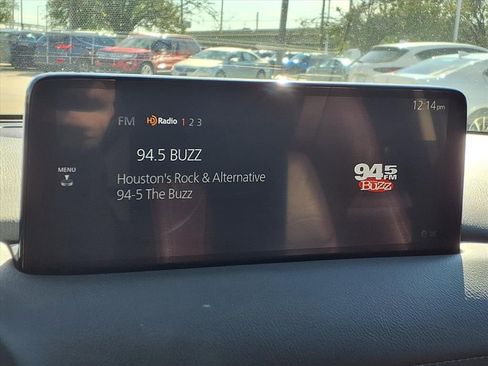 12:14 pm
FM HD Radio 1 2 3
94.5 BUZZ
MENU
Houston's Rock & Alternative
94-5 The Buzz
94.5
FM
BUZZ